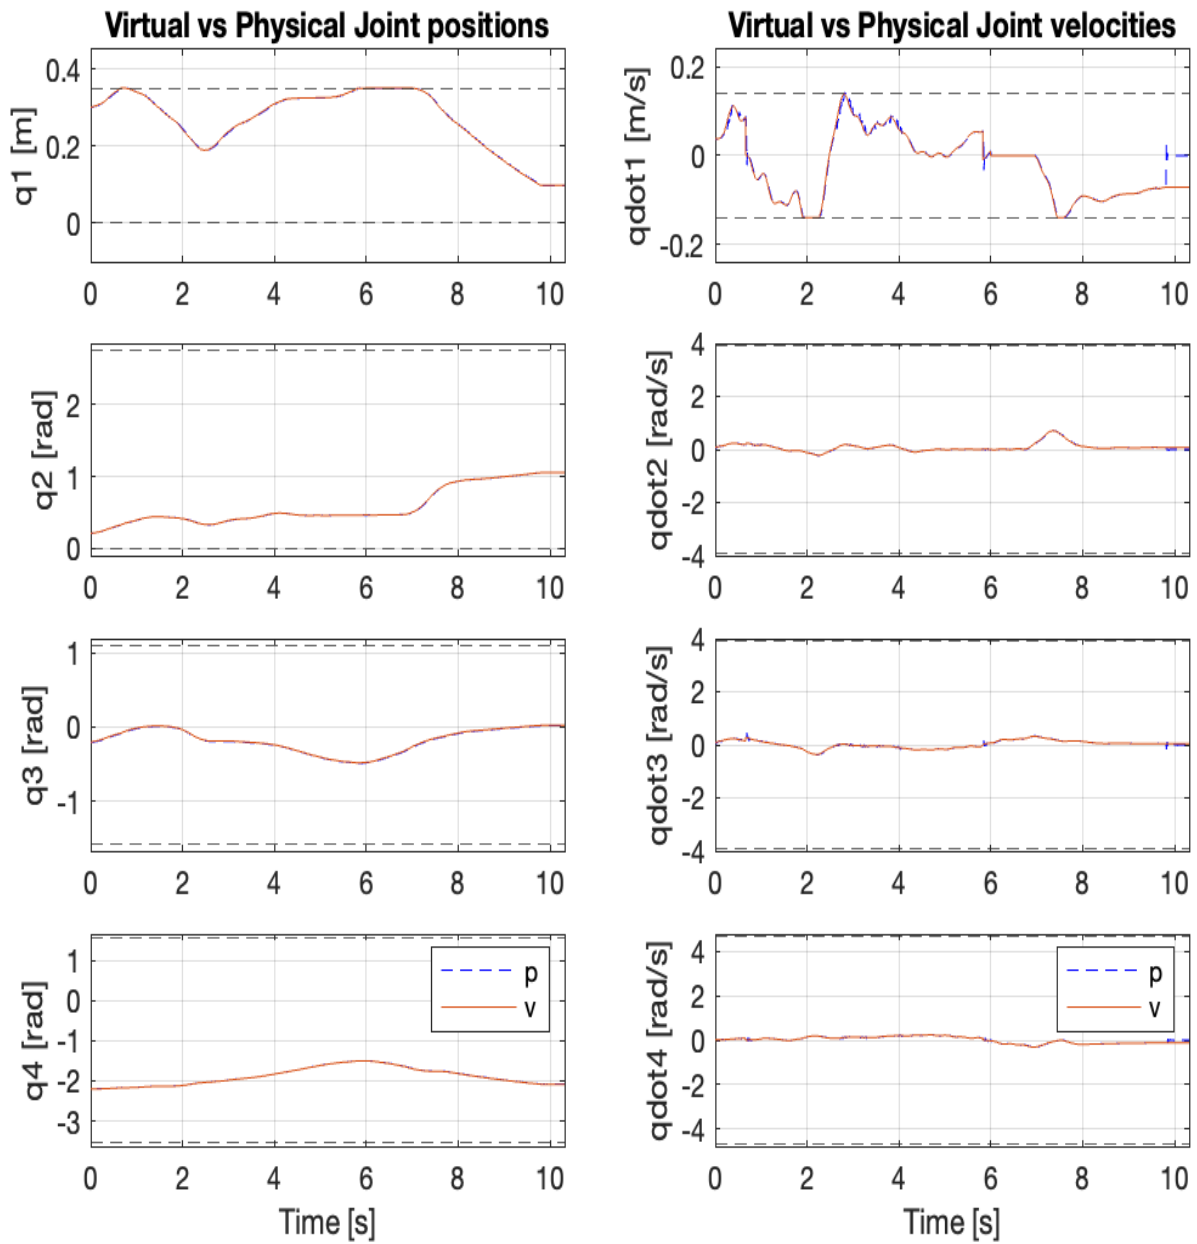 Virtual vs Physical Joint positions
0.4
0.2
0
q1 [m]
0 2 4 6 8 10
Virtual vs Physical Joint velocities
0.2
0
-0.2
qdot1 [m/s]
0 2 4 6 8 10
2
1
0
q2 [rad]
0 2 4 6 8 10
4
2
0
-2
-4
qdot2 [rad/s]
0 2 4 6 8 10
1
0
-1
q3 [rad]
0 2 4 6 8 10
4
2
0
-2
-4
qdot3 [rad/s]
0 2 4 6 8 10
1
0
-1
-2
-3
q4 [rad]
p
v
0 2 4 6 8 10
Time [s]
4
2
0
-2
-4
qdot4 [rad/s]
p
v
0 2 4 6 8 10
Time [s]